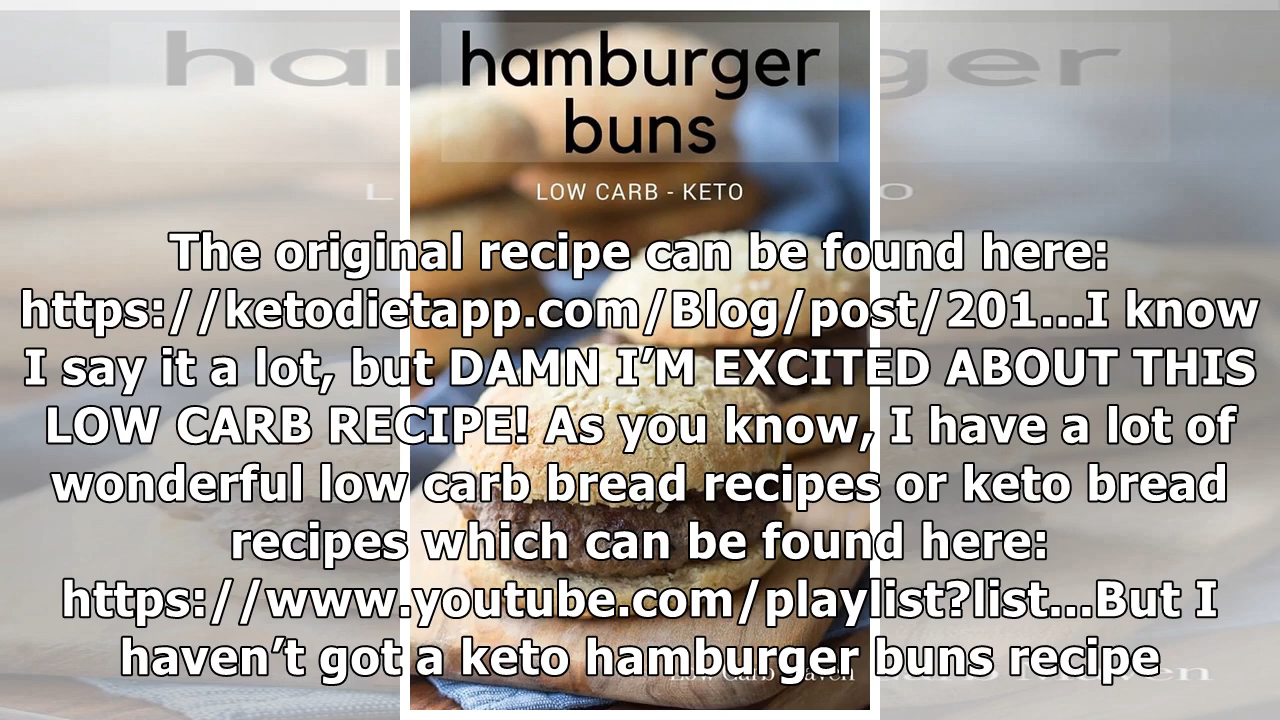 hamburger
buns
LOW CARB - KETO
The original recipe can be found here:
https://ketodietapp.com/Blog/post/201...I know
I say it a lot, but DAMN I’M EXCITED ABOUT THIS
LOW CARB RECIPE! As you know, I have a lot of
wonderful low carb bread recipes or keto bread
recipes which can be found here:
https://www.youtube.com/playlist?list...But I
haven’t got a keto hamburger buns recipe
Low Carb Maven